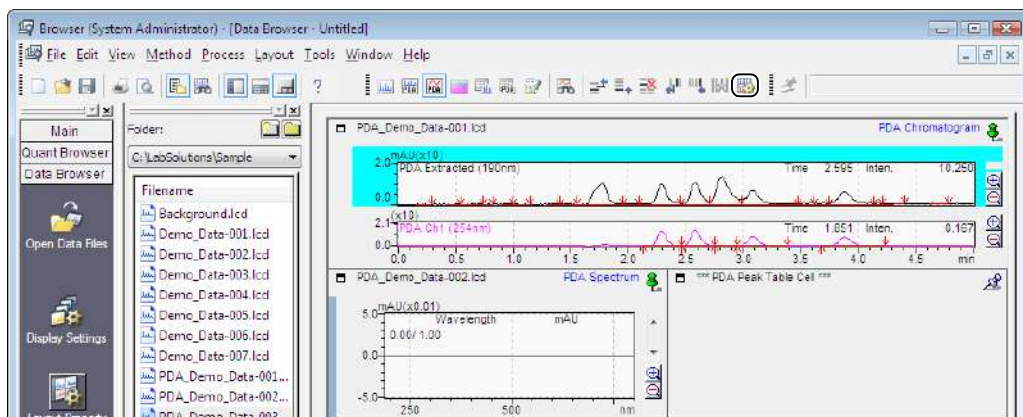 Browser (System Administrator) - [Data Browser - Untitled]
File Edit View Method Process Layout Tools Window Help
Main
Quant Browser
Data Browser
Open Data Files
Display Settings
Folder:
C:\LabSolutions\Sample
Filename
Background.lcd
Demo_Data-001.lcd
Demo_Data-002.lcd
Demo_Data-003.lcd
Demo_Data-004.lcd
Demo_Data-005.lcd
Demo_Data-006.lcd
Demo_Data-007.lcd
PDA_Demo_Data-001...
PDA_Demo_Data-002...
PDA_Demo_Data-003
PDA_Demo_Data-001.lcd PDA Chromatogram
mAU(x10)
2.0 PDA Extracted (190nm) Time 2.595 Inten. 10.250
0.0
(x10)
2.1 PDA Ch1 (254nm) Time 1.851 Inten. 0.167
0.0
0.0 0.5 1.0 1.5 2.0 2.5 3.0 3.5 4.0 4.5 min
PDA_Demo_Data-002.lcd PDA Spectrum
mAU(x0.01)
5.0 Wavelength mAU
0.00/ 1.00
0.0
-5.0
250 500 nm
*** PDA Peak Table Cell ***